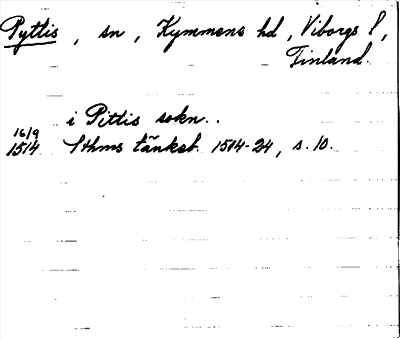 Pyttis, sn, Kymmene hd, Viborgs l,
Finland.
i Pittis sokn..
16/9
1514 Sthms tänkeb. 1514-24, s. 10.